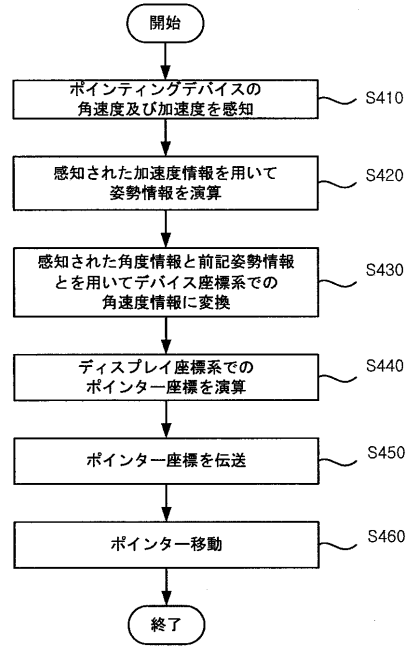 開始
ポインティングデバイスの
角速度及び加速度を感知
S410
感知された加速度情報を用いて
姿勢情報を演算
S420
感知された角度情報と前記姿勢情報
とを用いてデバイス座標系での
角速度情報に変換
S430
ディスプレイ座標系での
ポインター座標を演算
S440
ポインター座標を伝送
S450
ポインター移動
S460
終了